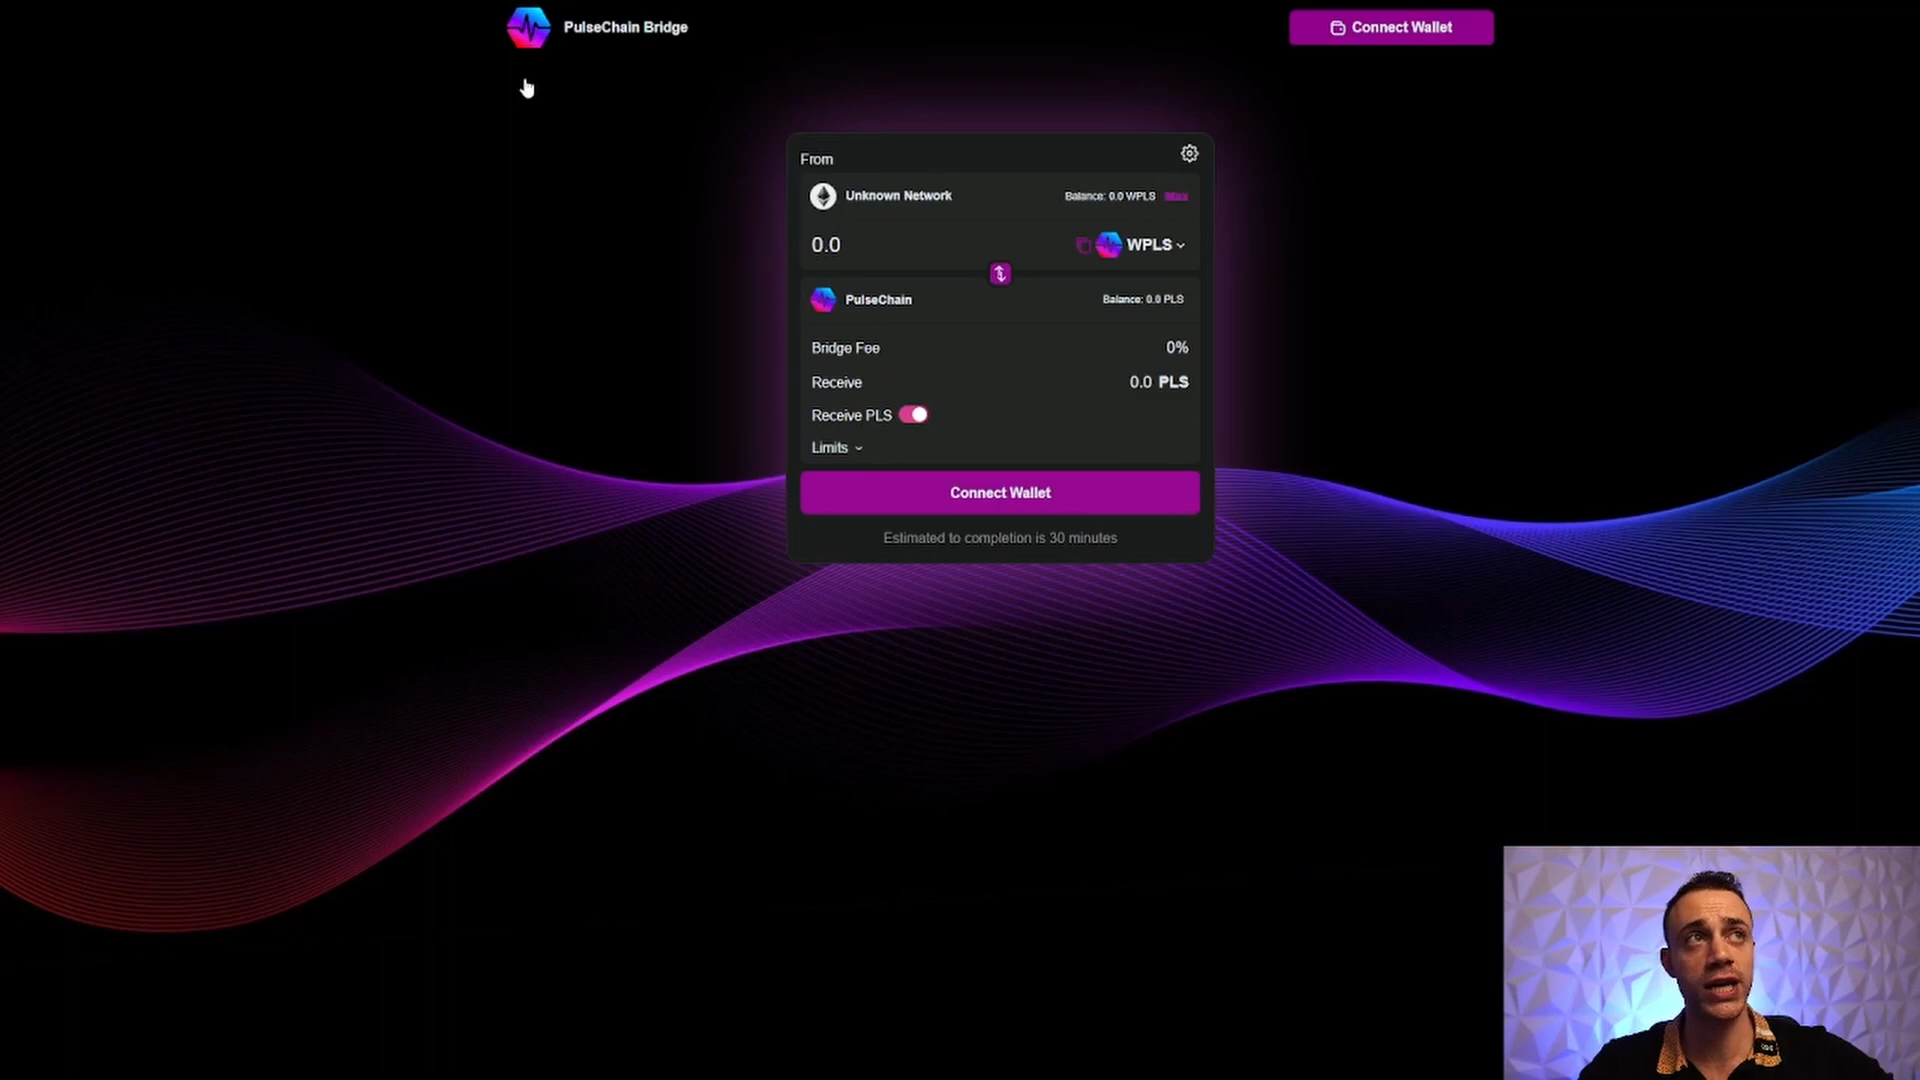 PulseChain Bridge
Connect Wallet
From
Unknown Network
Balance: 0.0 WPLS Max
0.0
WPLS
PulseChain
Balance: 0.0 PLS
Bridge Fee
0%
Receive
0.0 PLS
Receive PLS
Limits
Connect Wallet
Estimated to completion is 30 minutes